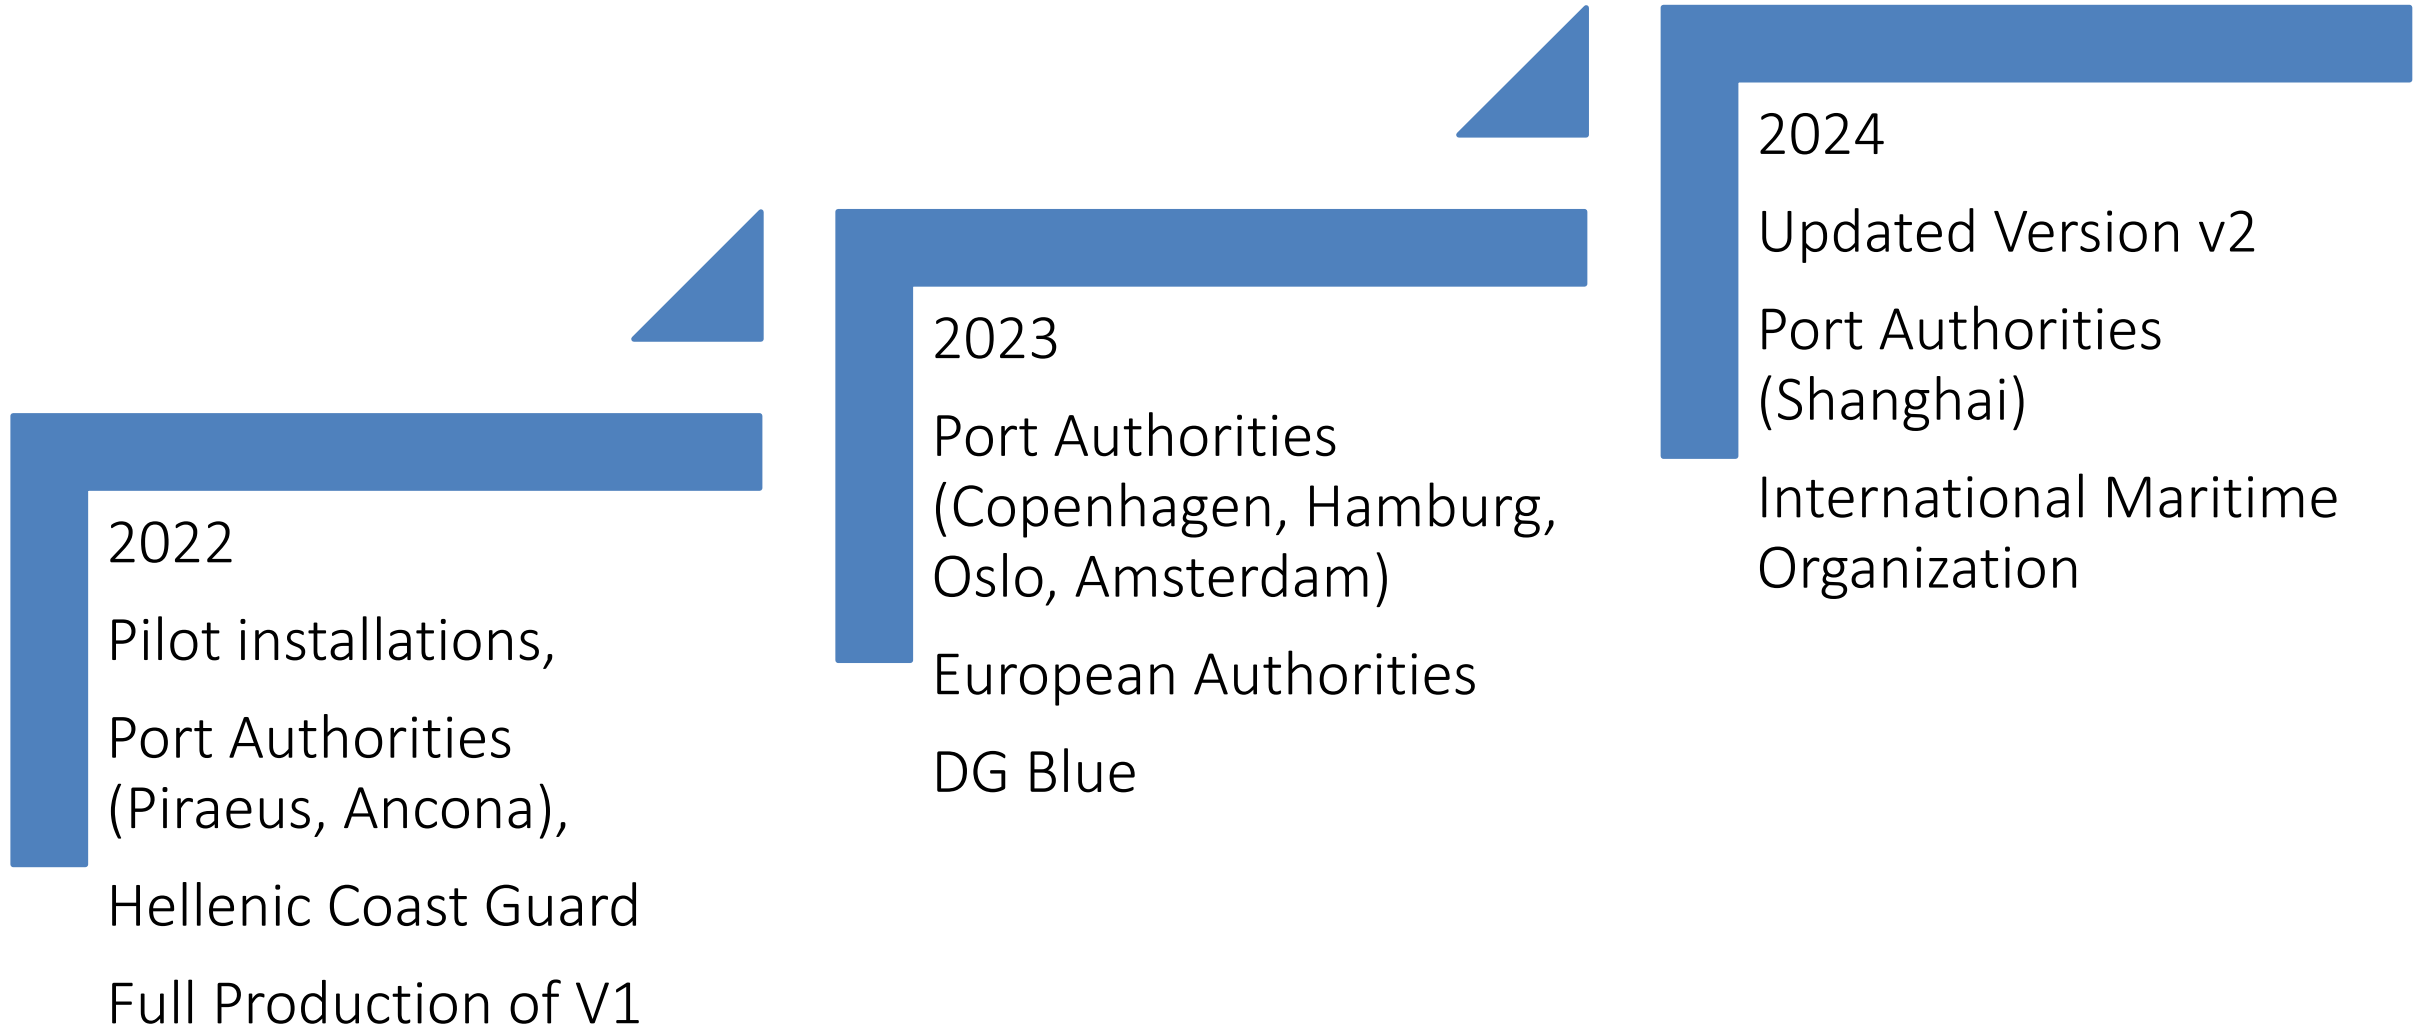 2022
Pilot installations,
Port Authorities
(Piraeus, Ancona),
Hellenic Coast Guard
Full Production of V1
2023
Port Authorities
(Copenhagen, Hamburg,
Oslo, Amsterdam)
European Authorities
DG Blue
2024
Updated Version v2
Port Authorities
(Shanghai)
International Maritime
Organization